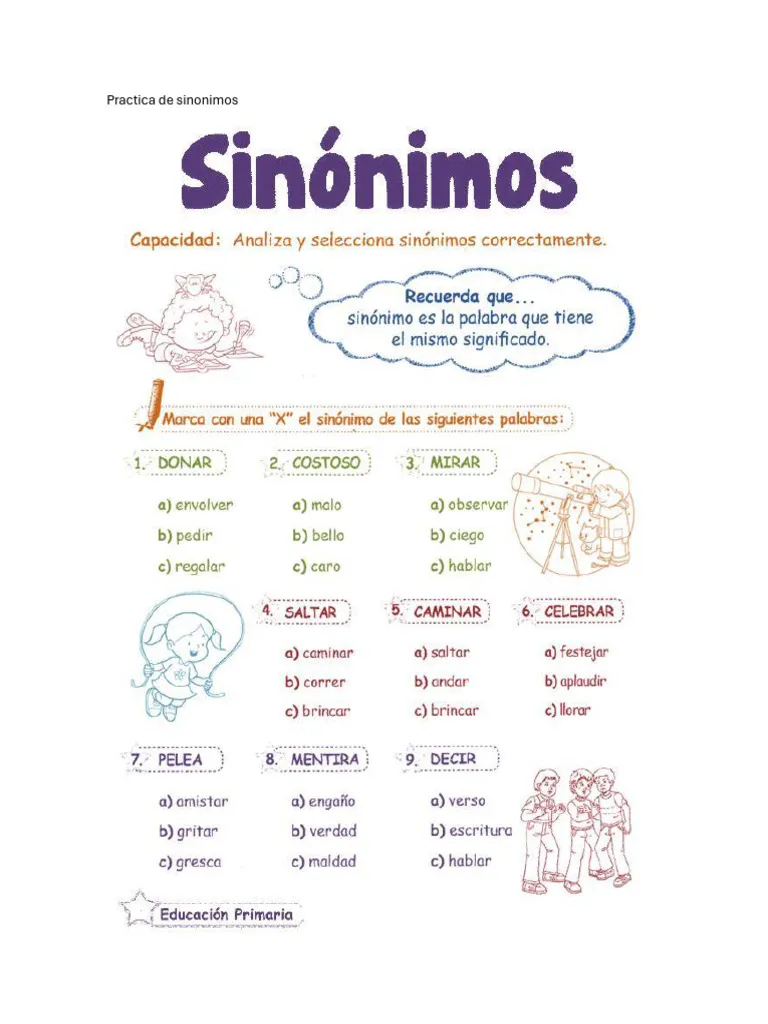 Practica de sinonimos
Sinónimos
Capacidad: Analiza y selecciona sinónimos correctamente.
Recuerda que...
sinónimo es la palabra que tiene
el mismo significado.
Marca con una "X" el sinónimo de las siguientes palabras:
1. DONAR
a) envolver
b) pedir
c) regalar
2. COSTOSO
a) malo
b) bello
c) caro
3. MIRAR
a) observar
b) ciego
c) hablar
4. SALTAR
a) caminar
b) correr
c) brincar
5. CAMINAR
a) saltar
b) andar
c) brincar
6. CELEBRAR
a) festejar
b) aplaudir
c) llorar
7. PELEA
a) amistar
b) gritar
c) gresca
8. MENTIRA
a) engaño
b) verdad
c) maldad
9. DECIR
a) verso
b) escritura
c) hablar
Educación Primaria